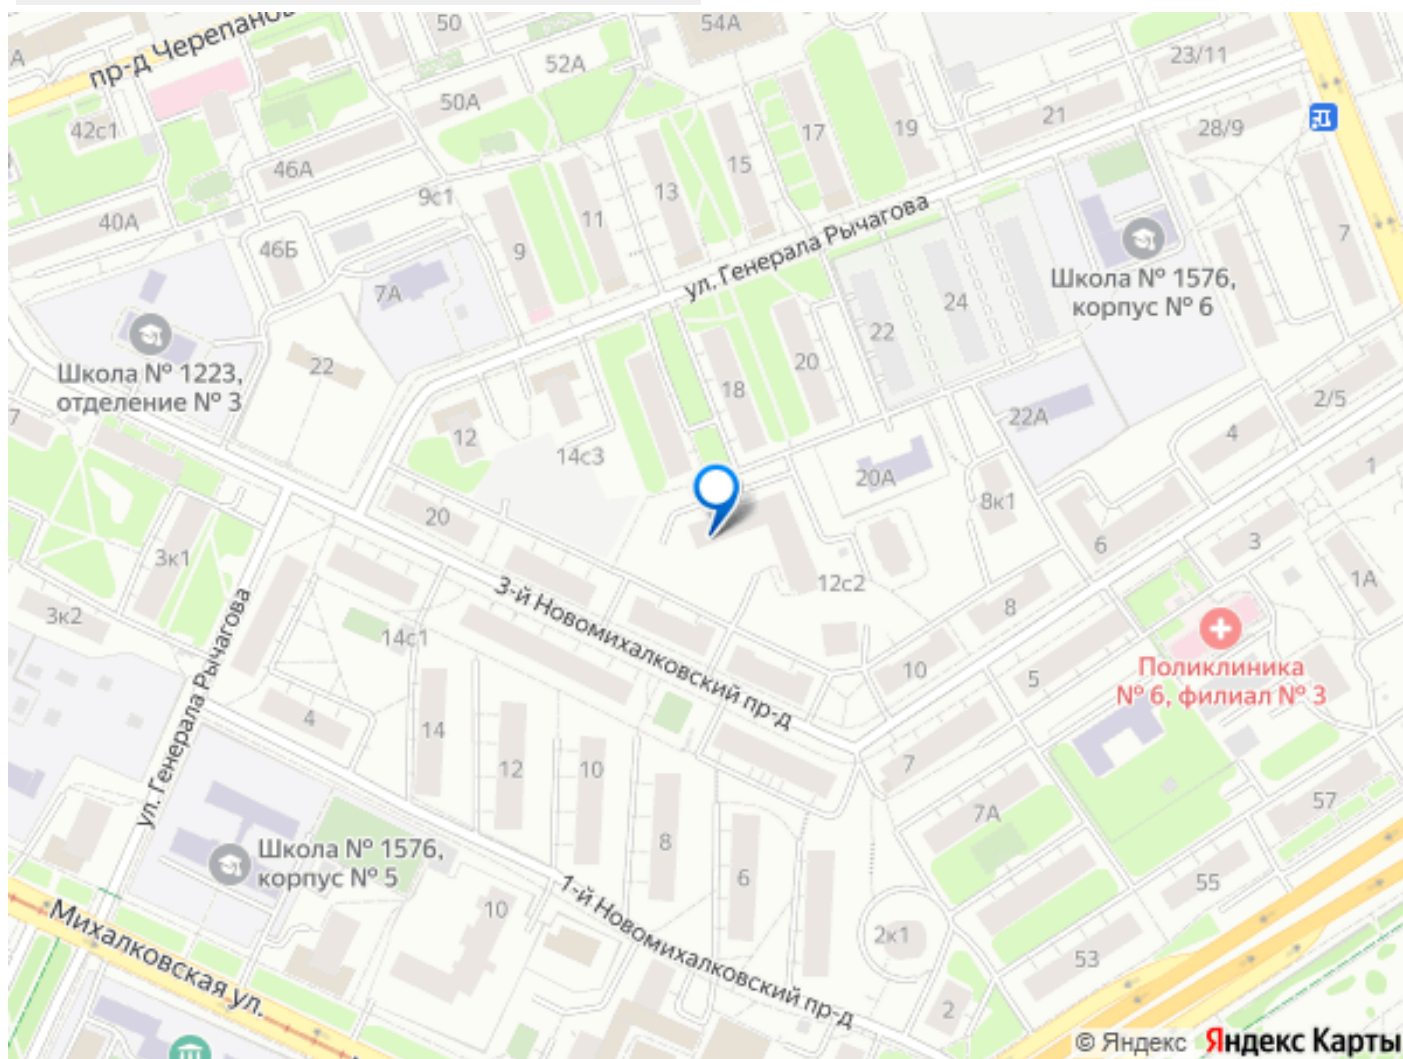 пр-д Черепанов
50
54А
52А
50А
42с1
46А
40А
46Б
9с1
23/11
21
28/9
17
19
15
13
11
9
7
7А
ул. Генерала Рычагова
Школа № 1576,
корпус № 6
24
22
Школа № 1223,
отделение № 3
22
20
18
2/5
22А
4
1
12
14с3
20А
8к1
6
3
1А
7
20
3к1
3к2
3-й Новомихалковский пр-д
12с2
8
10
5
Поликлиника
№ 6, филиал № 3
ул. Генерала Рычагова
14с1
4
14
12
10
8
6
7
7А
57
55
53
Школа № 1576,
корпус № 5
10
1-й Новомихалковский пр-д
2к1
2
Михалковская ул.
© Яндекс Яндекс Карты